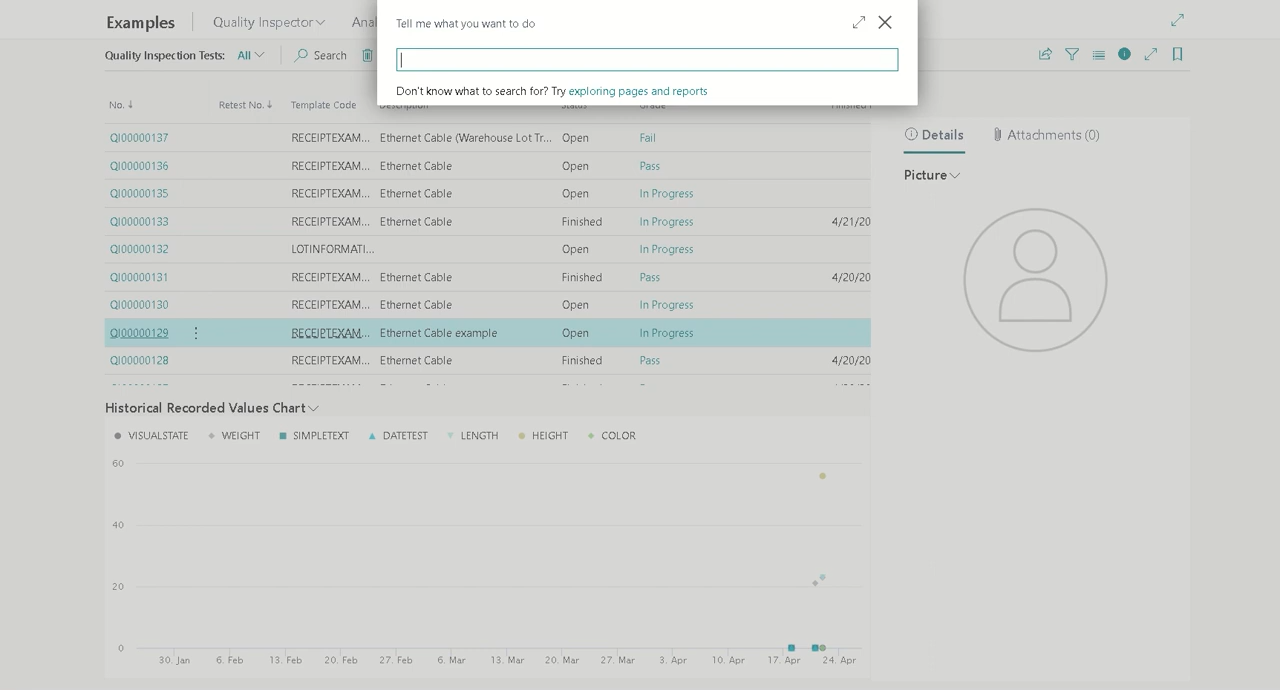 Examples
Quality Inspector
Tell me what you want to do
Quality Inspection Tests: All Search
Don't know what to search for? Try exploring pages and reports
No. ↓ Retest No. ↓ Template Code Description Status Grade
QI00000137 RECEIPTEXAM... Ethernet Cable (Warehouse Lot Tr... Open Fail
QI00000136 RECEIPTEXAM... Ethernet Cable Open Pass
QI00000135 RECEIPTEXAM... Ethernet Cable Open In Progress
QI00000133 RECEIPTEXAM... Ethernet Cable Finished In Progress 4/21/20
QI00000132 LOTINFORMATI... Open In Progress
QI00000131 RECEIPTEXAM... Ethernet Cable Finished Pass 4/20/20
QI00000130 RECEIPTEXAM... Ethernet Cable Open In Progress
QI00000129 RECEIPTEXAM... Ethernet Cable example Open In Progress
QI00000128 RECEIPTEXAM... Ethernet Cable Finished Pass 4/20/20
Details Attachments (0)
Picture
Historical Recorded Values Chart
VISUALSTATE WEIGHT SIMPLETEXT DATETEST LENGTH HEIGHT COLOR
60
40
20
0
30. Jan 6. Feb 13. Feb 20. Feb 27. Feb 6. Mar 13. Mar 20. Mar 27. Mar 3. Apr 10. Apr 17. Apr 24. Apr